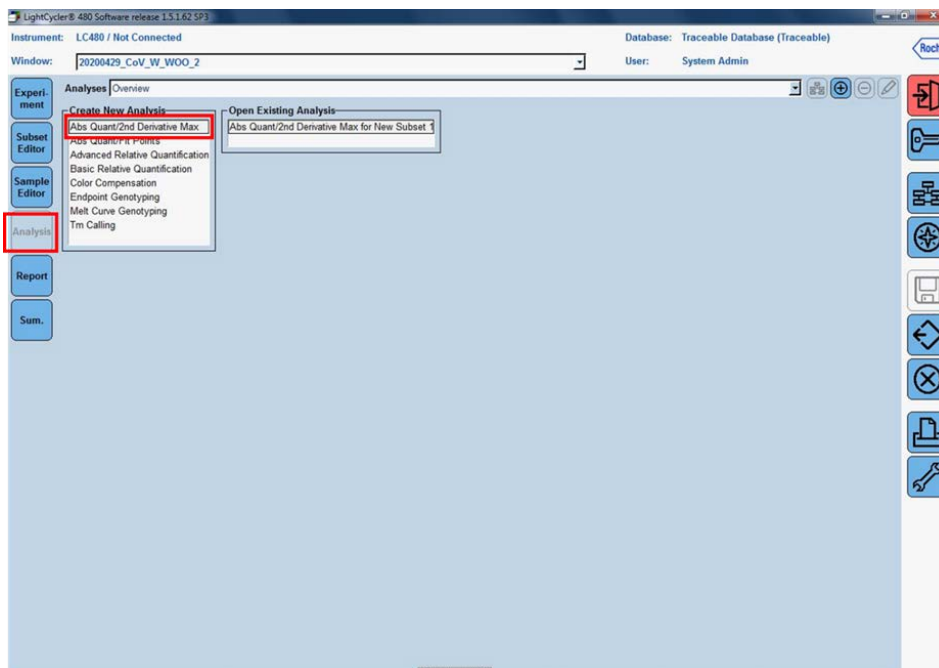 LightCycler® 480 Software release 1.5.1.62 SP3
Instrument: LC480 / Not Connected
Database: Traceable Database (Traceable)
Window: 20200429_CoV_W_WOO_2
User: System Admin
Roch
Experi-
ment
Subset
Editor
Sample
Editor
Analysis
Report
Sum.
Analyses Overview
Create New Analysis
Abs Quant/2nd Derivative Max
Abs Quant/Fit Points
Advanced Relative Quantification
Basic Relative Quantification
Color Compensation
Endpoint Genotyping
Melt Curve Genotyping
Tm Calling
Open Existing Analysis
Abs Quant/2nd Derivative Max for New Subset 1